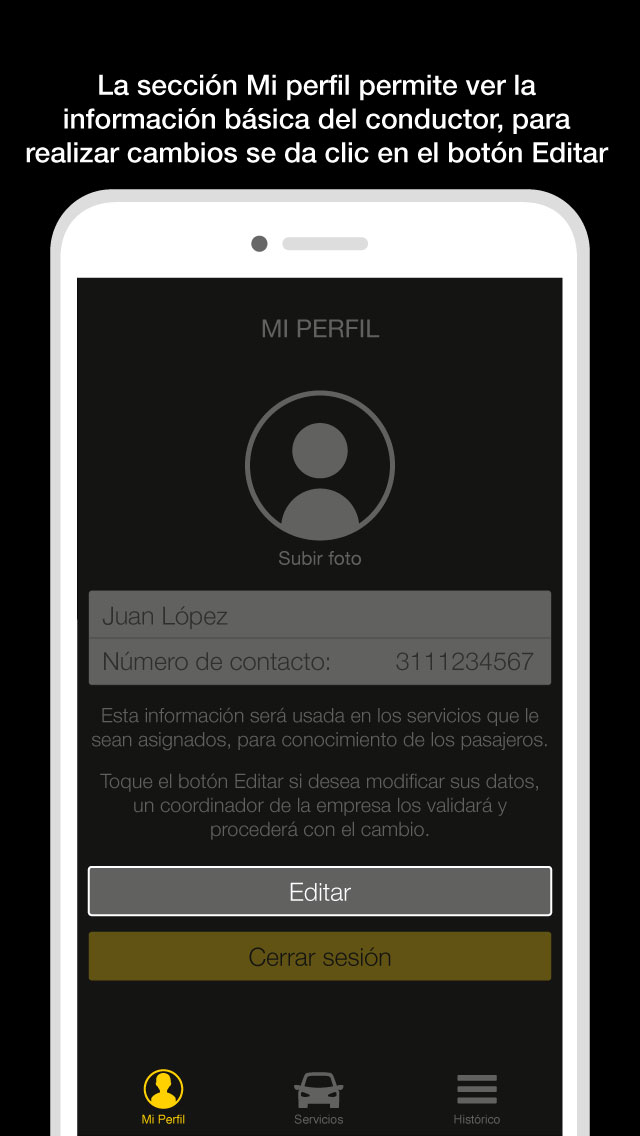 La sección Mi perfil permite ver la
información básica del conductor, para
realizar cambios se da clic en el botón Editar
MI PERFIL
Subir foto
Juan López
Número de contacto: 3111234567
Esta información será usada en los servicios que le
sean asignados, para conocimiento de los pasajeros.
Toque el botón Editar si desea modificar sus datos,
un coordinador de la empresa los validará y
procederá con el cambio.
Editar
Cerrar sesión
Mi Perfil Servicios Histórico